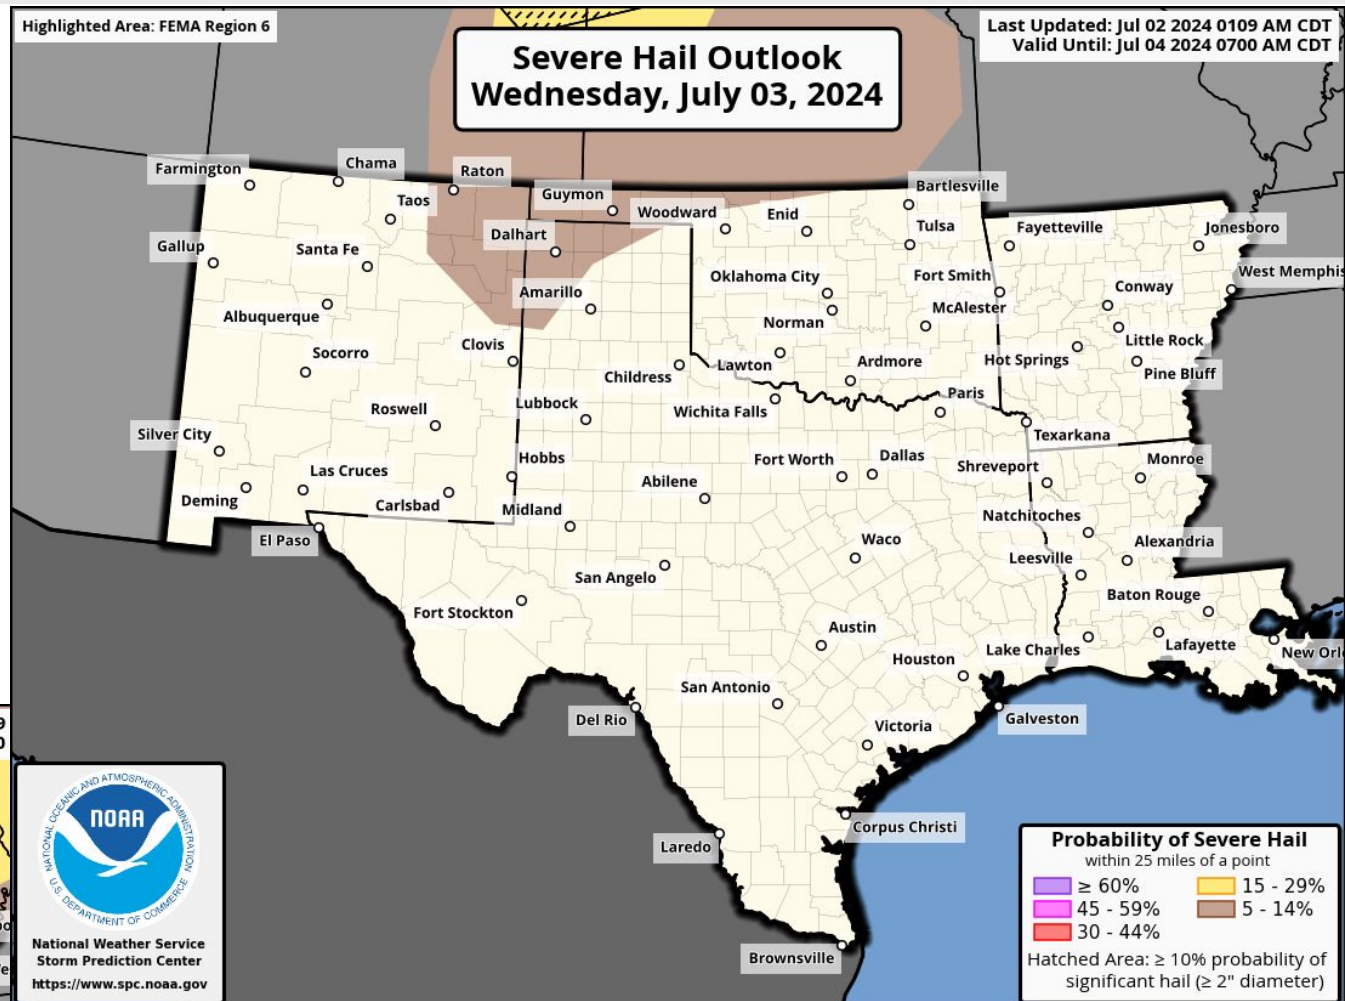 Highlighted Area: FEMA Region 6
Severe Hail Outlook
Wednesday, July 03, 2024
Last Updated: Jul 02 2024 0109 AM CDT
Valid Until: Jul 04 2024 0700 AM CDT
Farmington
Chama
Raton
Taos
Guymon
Woodward
Enid
Bartlesville
Gallup
Santa Fe
Dalhart
Tulsa
Fayetteville
Jonesboro
Amarillo
Oklahoma City
Fort Smith
West Memphis
Albuquerque
Norman
McAlester
Conway
Socorro
Clovis
Childress
Lawton
Ardmore
Hot Springs
Little Rock
Pine Bluff
Roswell
Lubbock
Wichita Falls
Paris
Silver City
Texarkana
Las Cruces
Hobbs
Abilene
Fort Worth
Dallas
Shreveport
Monroe
Deming
Carlsbad
Midland
Natchitoches
El Paso
San Angelo
Waco
Leesville
Alexandria
Fort Stockton
Baton Rouge
Austin
Houston
Lake Charles
Lafayette
New Orl
San Antonio
Del Rio
Victoria
Galveston
Laredo
Corpus Christi
Brownsville
9
0
NATIONAL OCEANIC AND ATMOSPHERIC ADMINISTRATION
NOAA
U.S. DEPARTMENT OF COMMERCE
National Weather Service
Storm Prediction Center
https://www.spc.noaa.gov
Probability of Severe Hail
within 25 miles of a point
≥ 60% 15 - 29%
45 - 59% 5 - 14%
30 - 44%
Hatched Area: ≥ 10% probability of
significant hail (≥ 2" diameter)